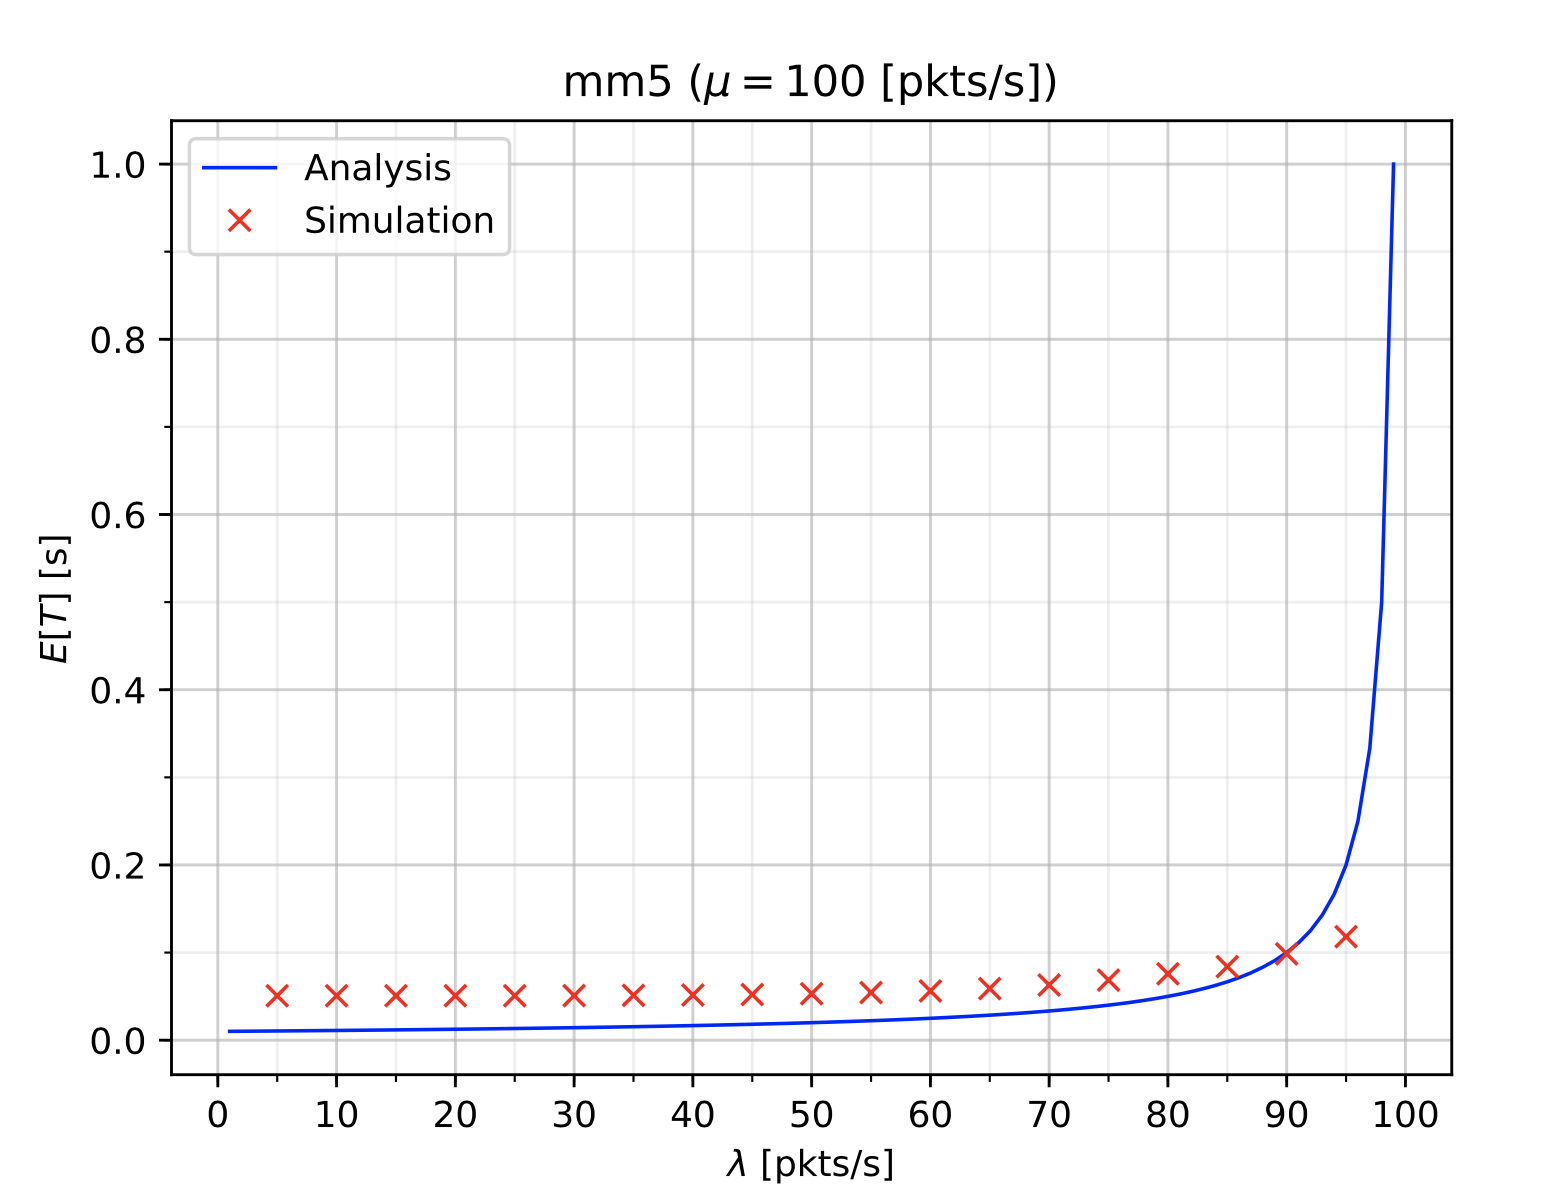 mm5 (μ = 100 [pkts/s])
Analysis
Simulation
1.0
0.8
0.6
0.4
0.2
0.0
E[T] [s]
0 10 20 30 40 50 60 70 80 90 100
λ [pkts/s]